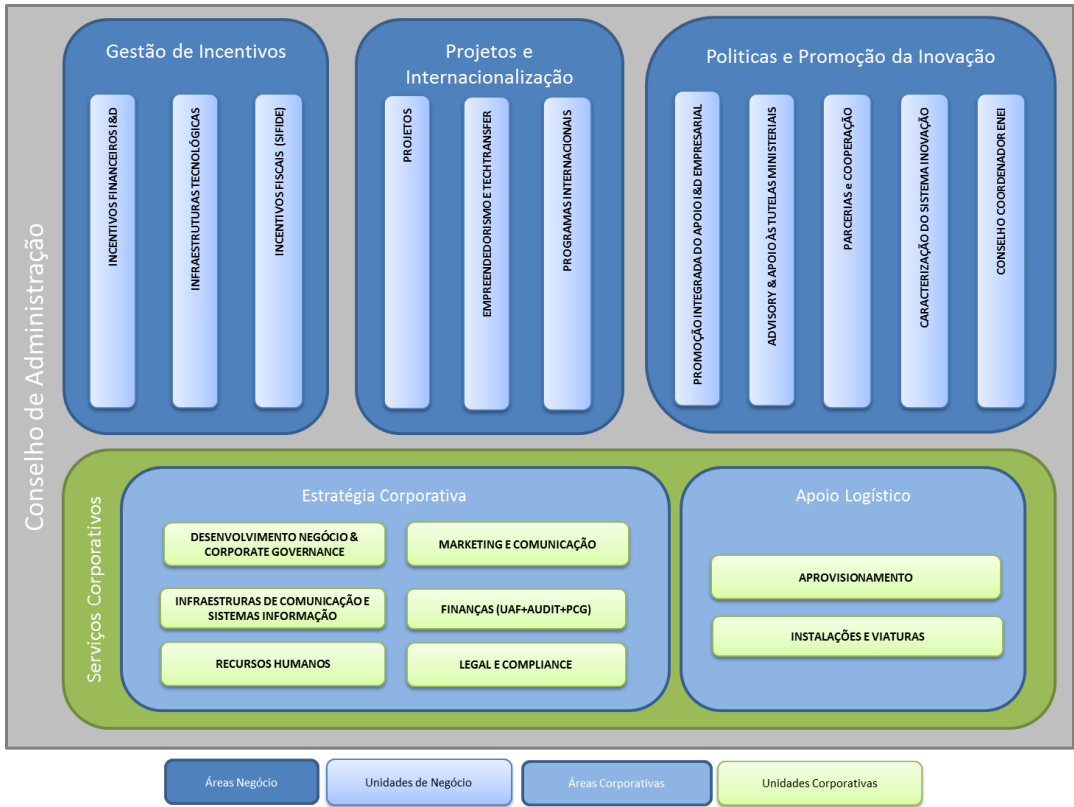 Conselho de Administração
Gestão de Incentivos
INCENTIVOS FINANCEIROS I&D
INFRAESTRUTURAS TECNOLÓGICAS
INCENTIVOS FISCAIS (SIFIDE)
Projetos e
Internacionalização
PROJETOS
EMPREENDEDORISMO E TECHTRANSFER
PROGRAMAS INTERNACIONAIS
Politicas e Promoção da Inovação
PROMOÇÃO INTEGRADA DO APOIO I&D EMPRESARIAL
ADVISORY & APOIO ÀS TUTELAS MINISTERIAIS
PARCERIAS e COOPERAÇÃO
CARACTERIZAÇÃO DO SISTEMA INOVAÇÃO
CONSELHO COORDENADOR ENEI
Serviços Corporativos
Estratégia Corporativa
DESENVOLVIMENTO NEGÓCIO &
CORPORATE GOVERNANCE
MARKETING E COMUNICAÇÃO
INFRAESTRURAS DE COMUNICAÇÃO E
SISTEMAS INFORMAÇÃO
FINANÇAS (UAF+AUDIT+PCG)
RECURSOS HUMANOS
LEGAL E COMPLIANCE
Apoio Logístico
APROVISIONAMENTO
INSTALAÇÕES E VIATURAS
Áreas Negócio
Unidades de Negócio
Áreas Corporativas
Unidades Corporativas